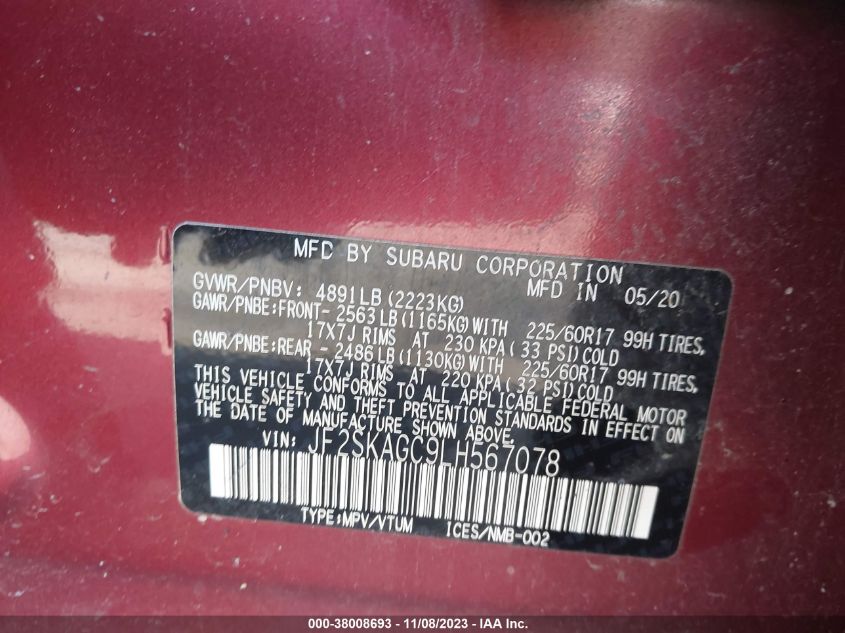 MFD BY SUBARU CORPORATION
GVWR/PNBV: 4891LB(2223KG) MFD IN 05/20
GAWR/PNBE:FRONT- 2563LB(1165KG)WITH 225/60R17 99H TIRES,
17X7J RIMS AT 230 KPA( 33 PSI)COLD
GAWR/PNBE:REAR - 2486LB(1130KG)WITH 225/60R17 99H TIRES,
17X7J RIMS AT 220 KPA( 32 PSI)COLD
THIS VEHICLE CONFORMS TO ALL APPLICABLE FEDERAL MOTOR
VEHICLE SAFETY AND THEFT PREVENTION STANDARDS IN EFFECT ON
THE DATE OF MANUFACTURE SHOWN ABOVE.
VIN: JF2SKAGC9LH567078
TYPE:MPV/VTUM ICES/NMB-002
000-38008693 - 11/08/2023 - IAA Inc.